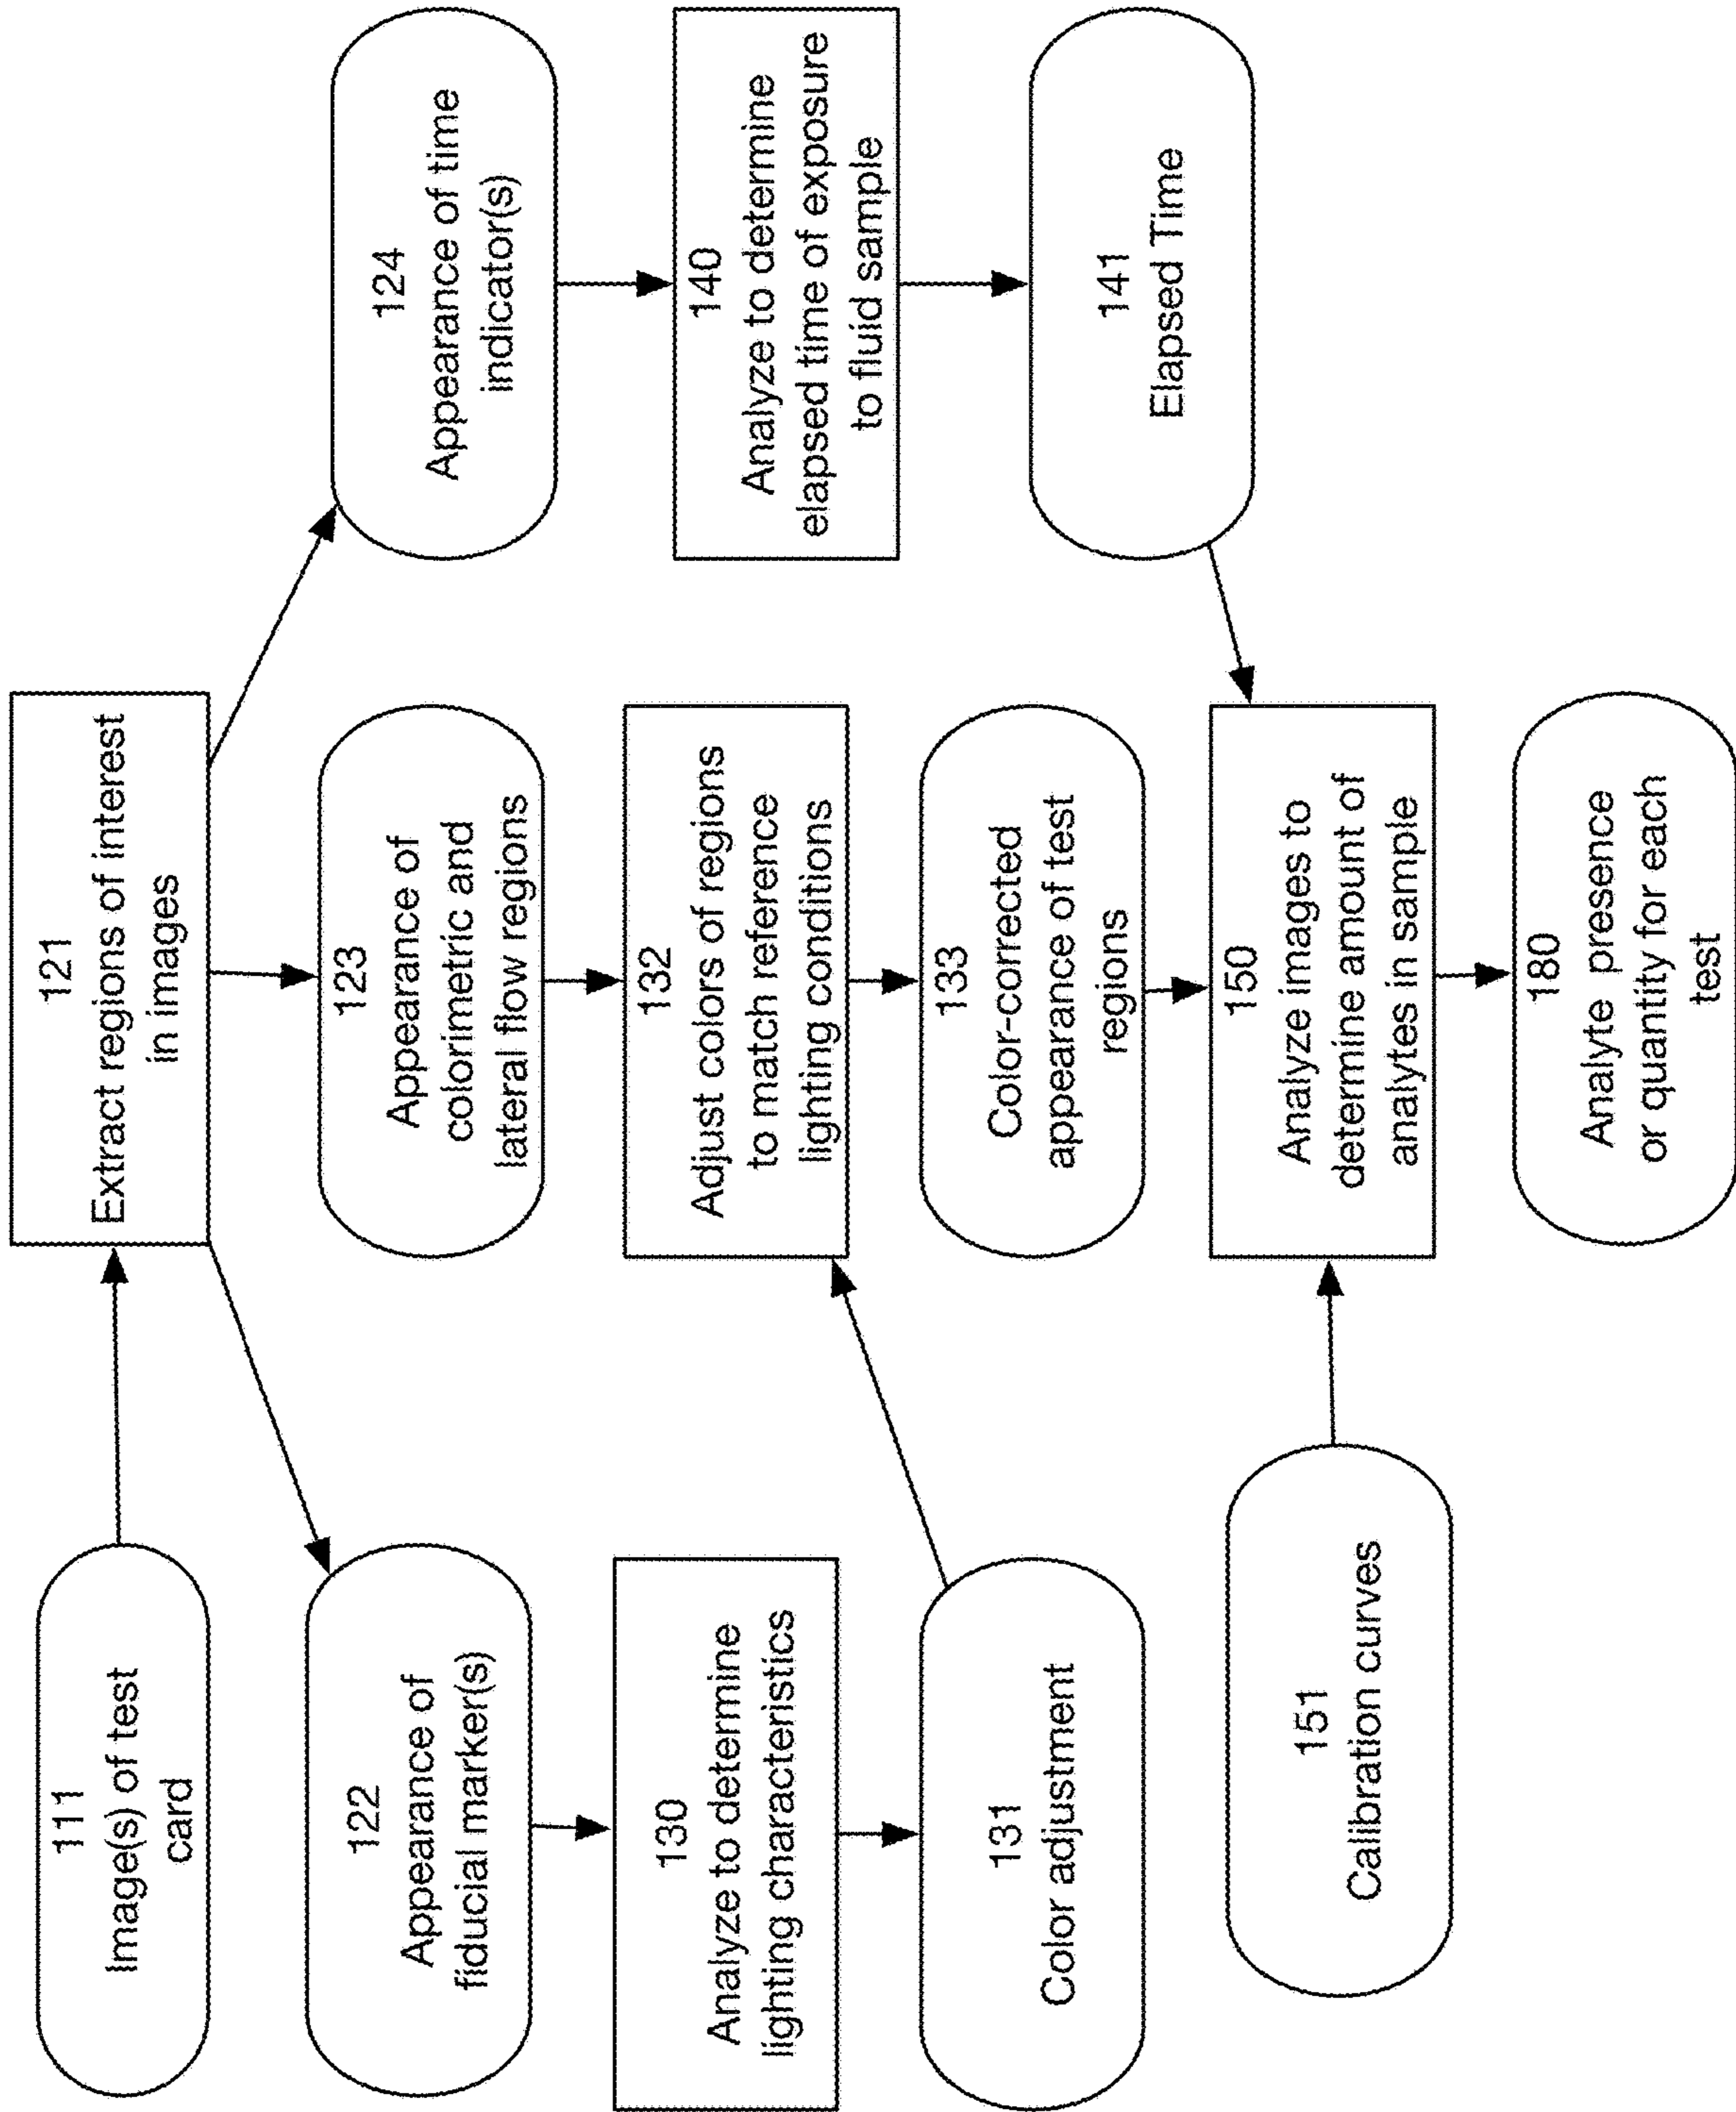 111
Image(s) of test
card
121
Extract regions of interest
in images
122
Appearance of
fiducial marker(s)
123
Appearance of
colorimetric and
lateral flow regions
124
Appearance of time
indicator(s)
130
Analyze to determine
lighting characteristics
132
Adjust colors of regions
to match reference
lighting conditions
140
Analyze to determine
elapsed time of exposure
to fluid sample
131
Color adjustment
133
Color-corrected
appearance of test
regions
141
Elapsed Time
151
Calibration curves
150
Analyze images to
determine amount of
analytes in sample
180
Analyte presence
or quantity for each
test